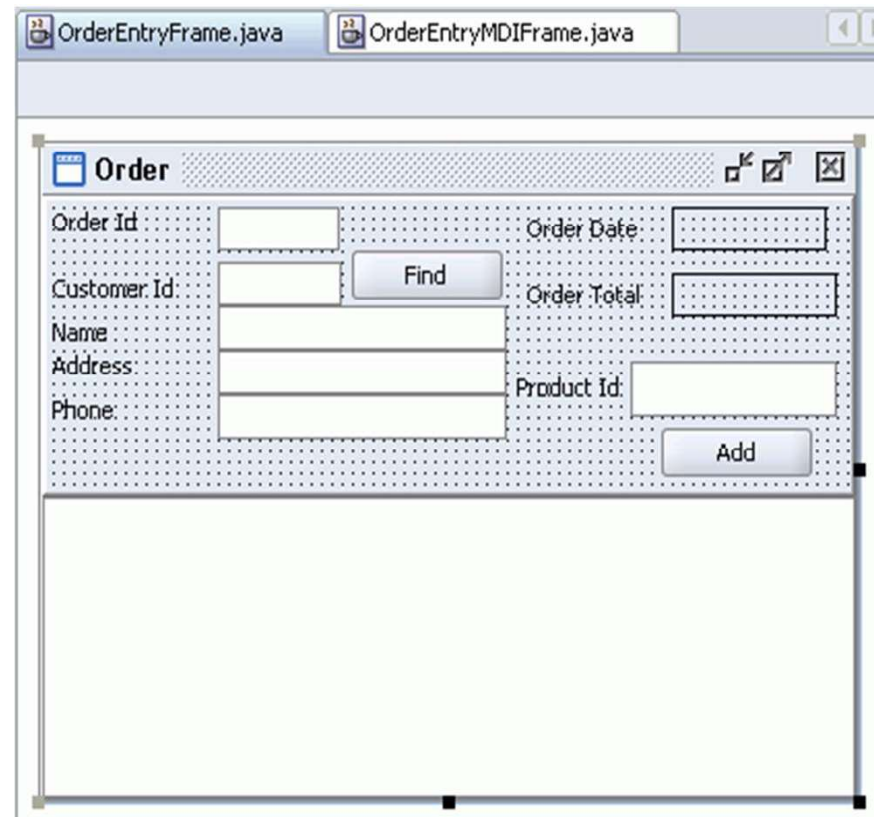 OrderEntryFrame.java OrderEntryMDIFrame.java
Order
Order Id Order Date
Customer Id Find Order Total
Name
Address
Product Id:
Phone:
Add